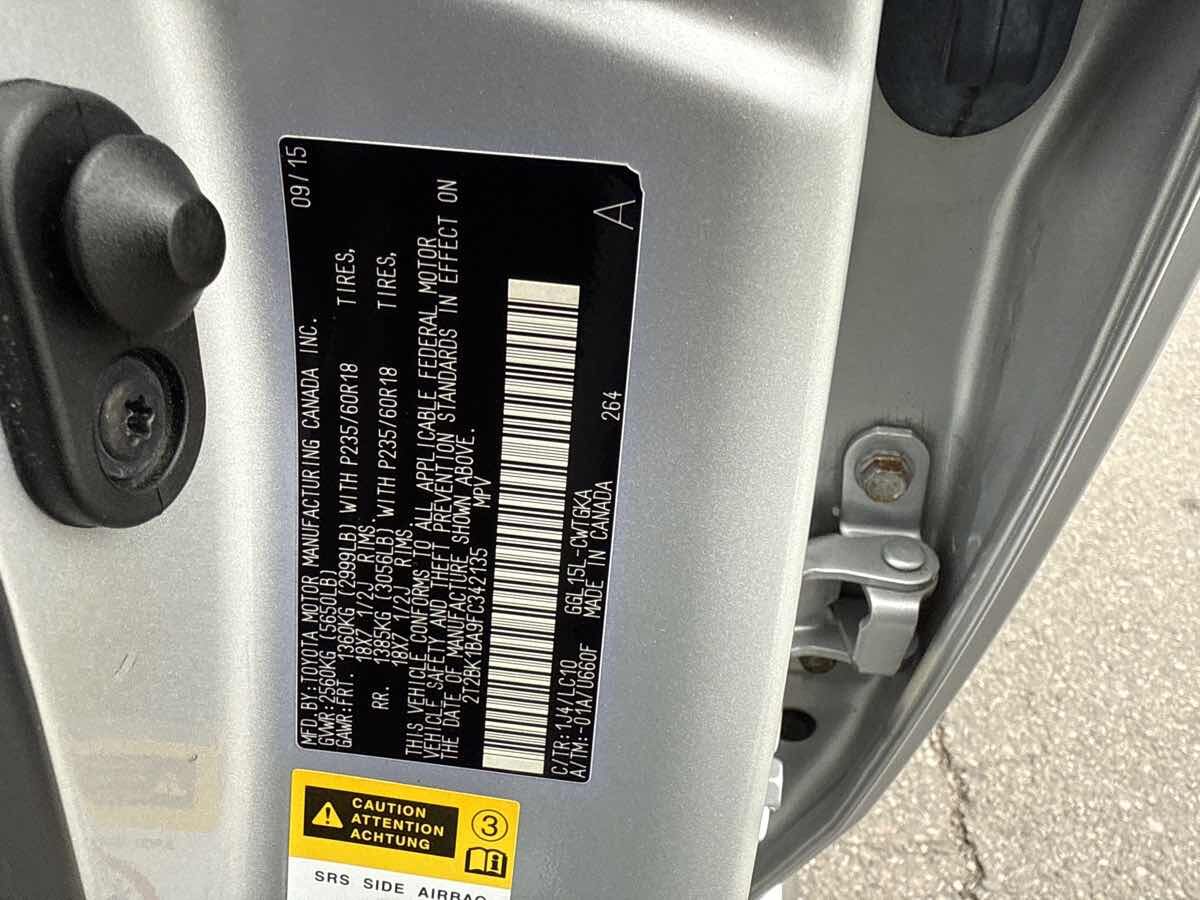 MFD.BY:TOYOTA MOTOR MANUFACTURING CANADA INC. 09/15
GVWR:2560KG (5650LB)
GAWR:FRT. 1360KG (2999LB) WITH P235/60R18 TIRES,
18X7 1/2J RIMS.
RR. 1385KG (3056LB) WITH P235/60R18 TIRES,
18X7 1/2J RIMS.
THIS VEHICLE CONFORMS TO ALL APPLICABLE FEDERAL MOTOR
VEHICLE SAFETY AND THEFT PREVENTION STANDARDS IN EFFECT ON
THE DATE OF MANUFACTURE SHOWN ABOVE.
2T2BK1BA9FC342135 MPV
C/TR:1J4/LC10 GGL15L-CWTGKA
A/TM:-01A/U660F MADE IN CANADA 264
A
CAUTION
ATTENTION
ACHTUNG
3
SRS SIDE AIRBAG